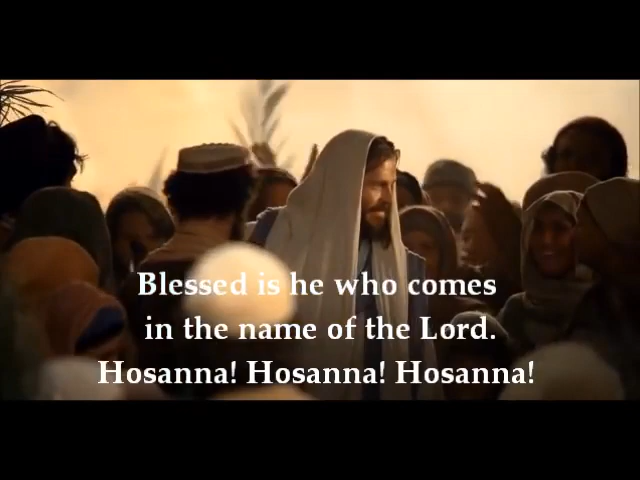 Blessed is he who comes
in the name of the Lord.
Hosanna! Hosanna! Hosanna!